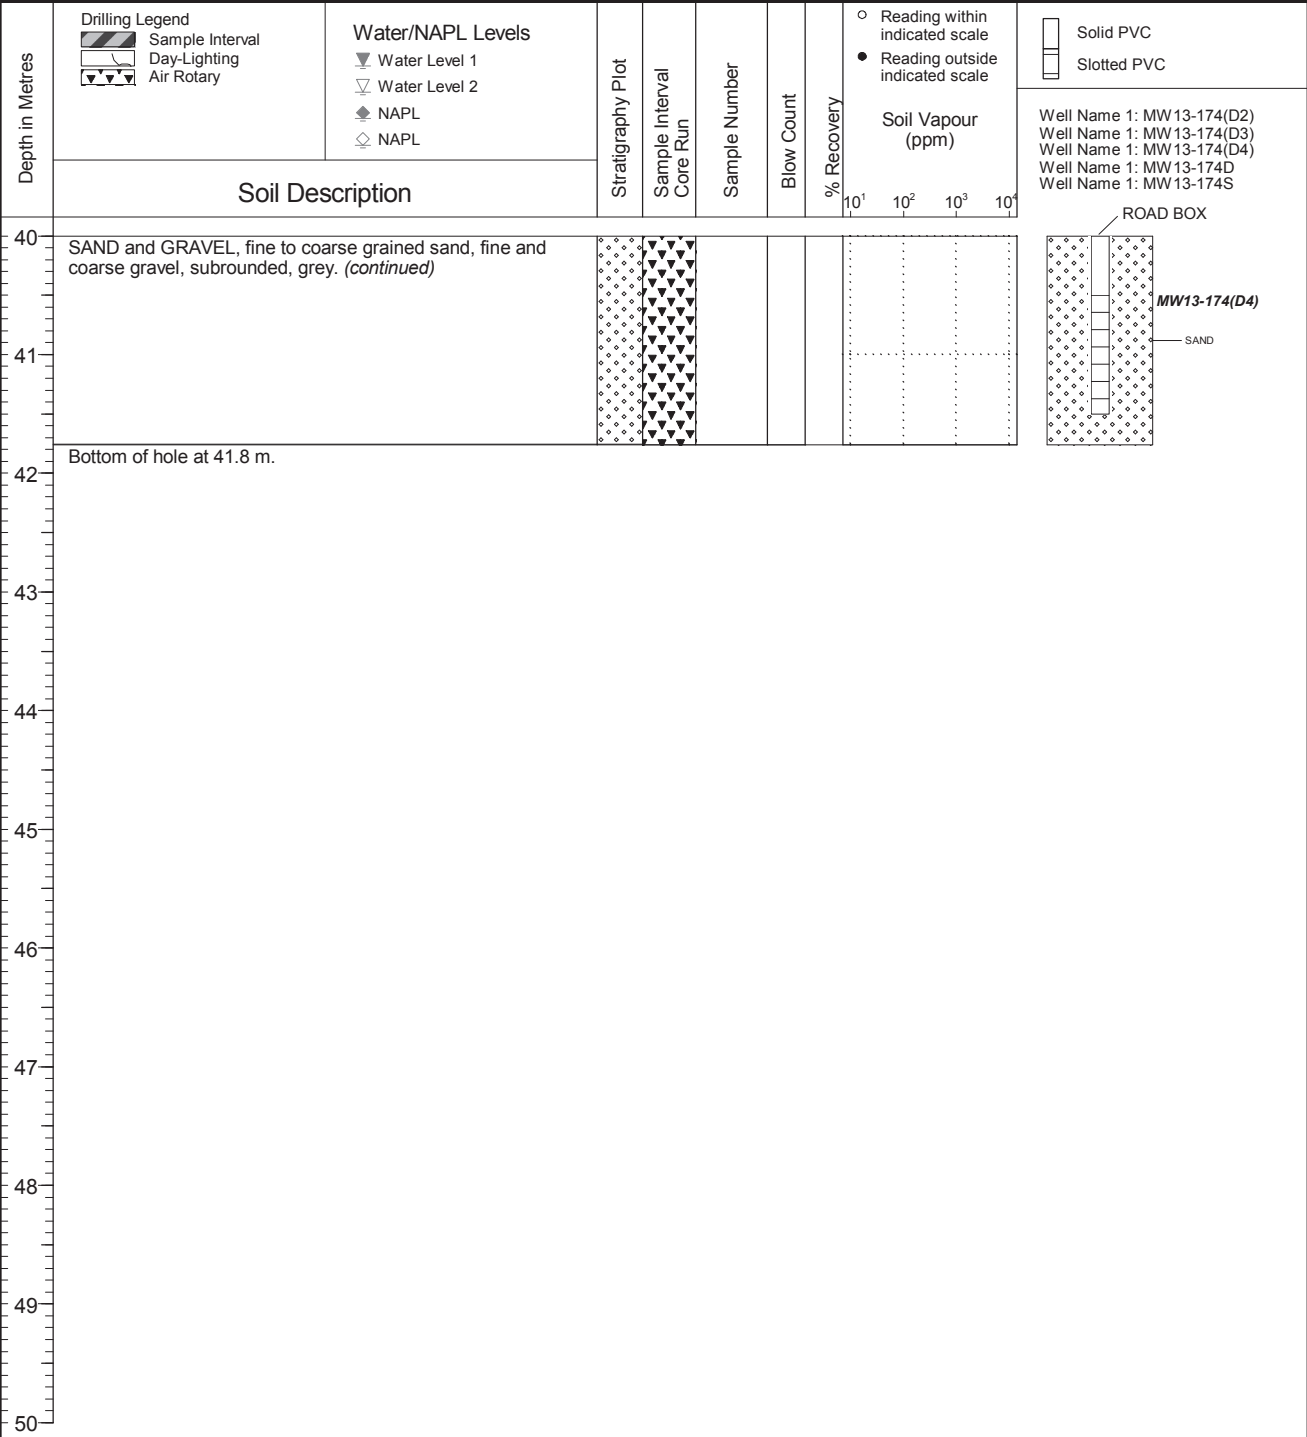 Depth in Metres
Drilling Legend
Sample Interval
Day-Lighting
Air Rotary
Water/NAPL Levels
Water Level 1
Water Level 2
NAPL
NAPL
Soil Description
Stratigraphy Plot
Sample Interval
Core Run
Sample Number
Blow Count
% Recovery
Reading within
indicated scale
Reading outside
indicated scale
Soil Vapour
(ppm)
10¹ 10² 10³ 10⁴
Solid PVC
Slotted PVC
Well Name 1: MW13-174(D2)
Well Name 1: MW13-174(D3)
Well Name 1: MW13-174(D4)
Well Name 1: MW13-174D
Well Name 1: MW13-174S
ROAD BOX
40
SAND and GRAVEL, fine to coarse grained sand, fine and
coarse gravel, subrounded, grey. (continued)
MW13-174(D4)
SAND
41
Bottom of hole at 41.8 m.
42
43
44
45
46
47
48
49
50